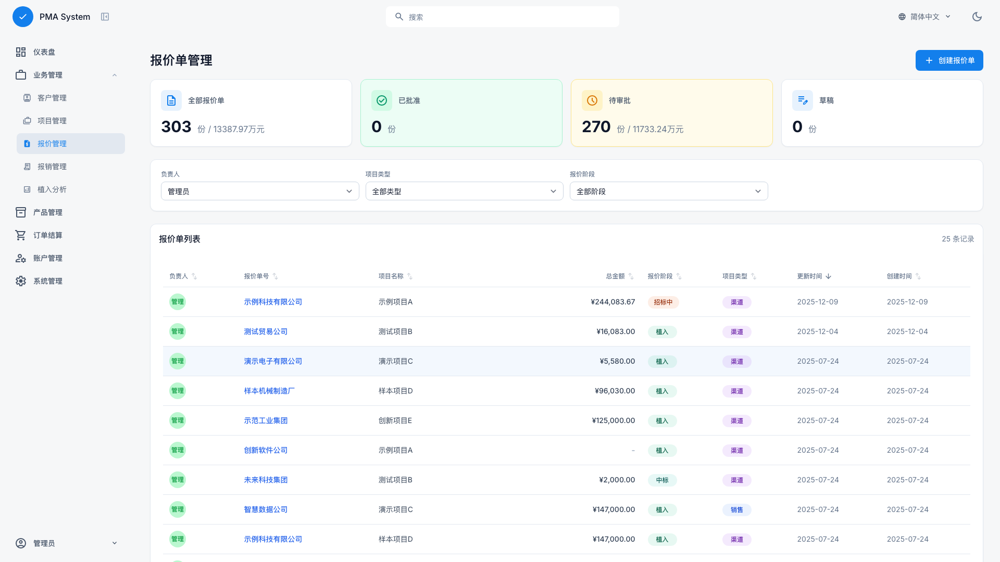 PMA System
搜索
简体中文
仪表盘
业务管理
客户管理
项目管理
报价管理
报销管理
植入分析
产品管理
订单结算
账户管理
系统管理
管理员
报价单管理
创建报价单
全部报价单
303 份 / 13387.97万元
已批准
0 份
待审批
270 份 / 11733.24万元
草稿
0 份
负责人 项目类型 报价阶段
管理员 全部类型 全部阶段
报价单列表 25 条记录
负责人 报价单号 项目名称 总金额 报价阶段 项目类型 更新时间 创建时间
管理 示例科技有限公司 示例项目A ¥244,083.67 招标中 渠道 2025-12-09 2025-12-09
管理 测试贸易公司 测试项目B ¥16,083.00 植入 渠道 2025-12-04 2025-12-04
管理 演示电子有限公司 演示项目C ¥5,580.00 植入 渠道 2025-07-24 2025-07-24
管理 样本机械制造厂 样本项目D ¥96,030.00 植入 渠道 2025-07-24 2025-07-24
管理 示范工业集团 创新项目E ¥125,000.00 植入 渠道 2025-07-24 2025-07-24
管理 创新软件公司 示例项目A - 植入 渠道 2025-07-24 2025-07-24
管理 未来科技集团 测试项目B ¥2,000.00 中标 渠道 2025-07-24 2025-07-24
管理 智慧数据公司 演示项目C ¥147,000.00 植入 销售 2025-07-24 2025-07-24
管理 示例科技有限公司 样本项目D ¥147,000.00 植入 渠道 2025-07-24 2025-07-24